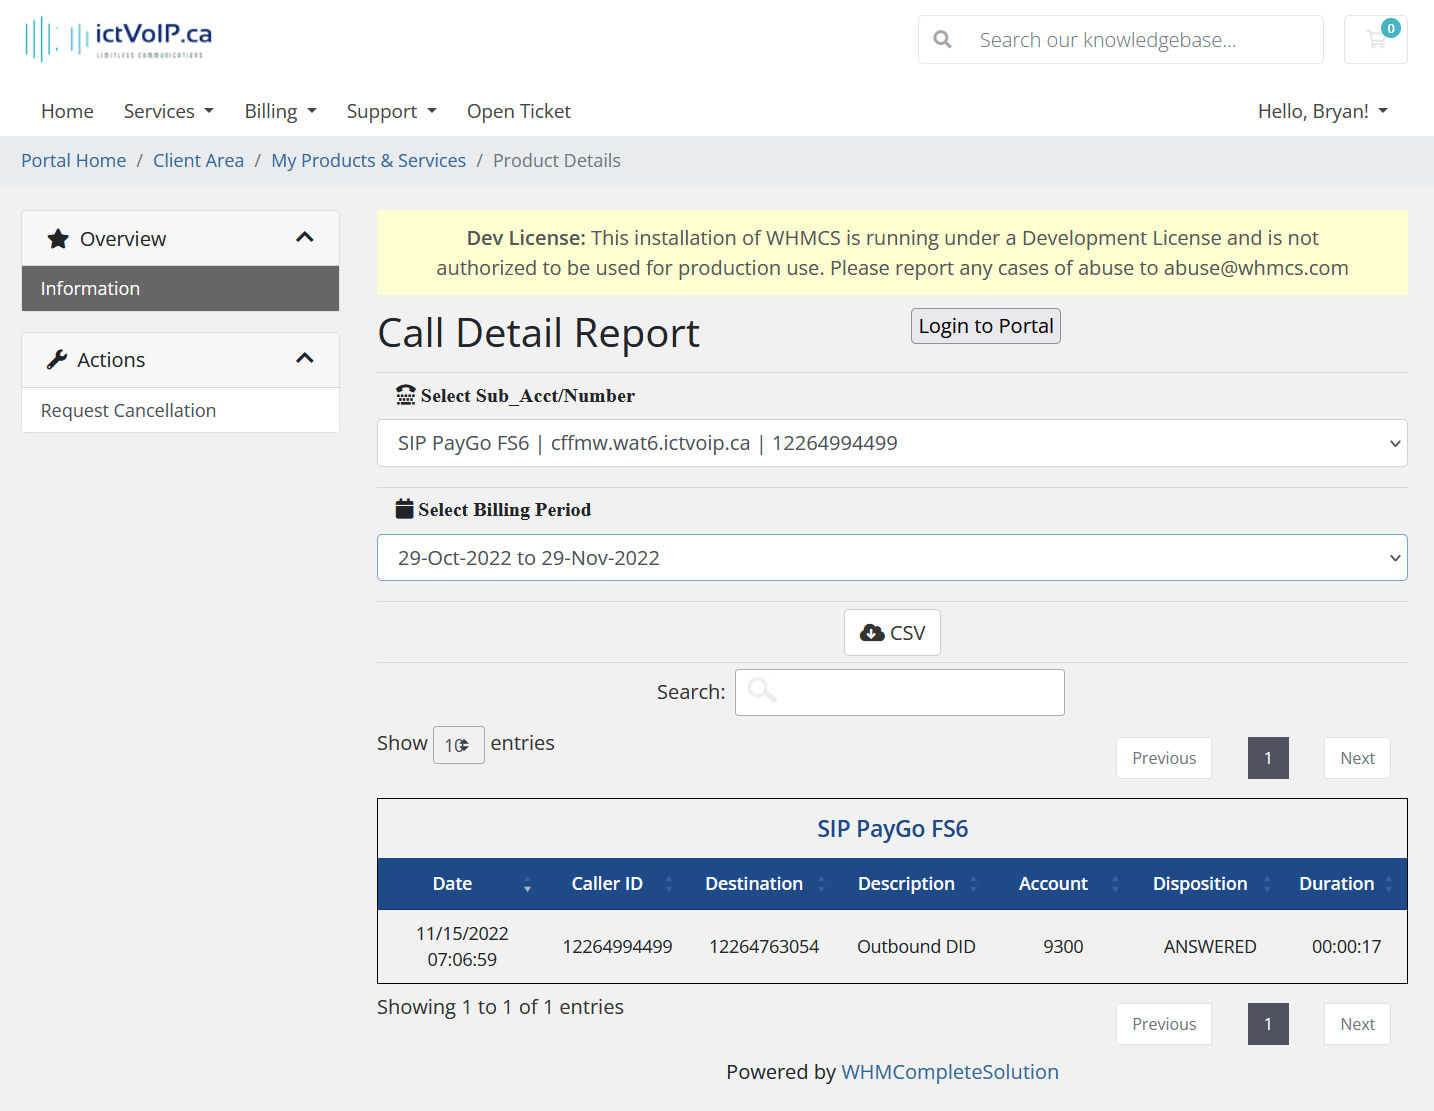 ictVoIP.ca
LIMITLESS COMMUNICATIONS
Search our knowledgebase...
0
Home Services Billing Support Open Ticket
Hello, Bryan!
Portal Home / Client Area / My Products & Services / Product Details
Overview
Information
Actions
Request Cancellation
Dev License: This installation of WHMCS is running under a Development License and is not
authorized to be used for production use. Please report any cases of abuse to abuse@whmcs.com
Call Detail Report
Login to Portal
Select Sub_Acct/Number
SIP PayGo FS6 | cffmw.wat6.ictvoip.ca | 12264994499
Select Billing Period
29-Oct-2022 to 29-Nov-2022
CSV
Search:
Show 10 entries
Previous 1 Next
SIP PayGo FS6
Date Caller ID Destination Description Account Disposition Duration
11/15/2022
07:06:59
12264994499 12264763054 Outbound DID 9300 ANSWERED 00:00:17
Showing 1 to 1 of 1 entries
Previous 1 Next
Powered by WHMCompleteSolution